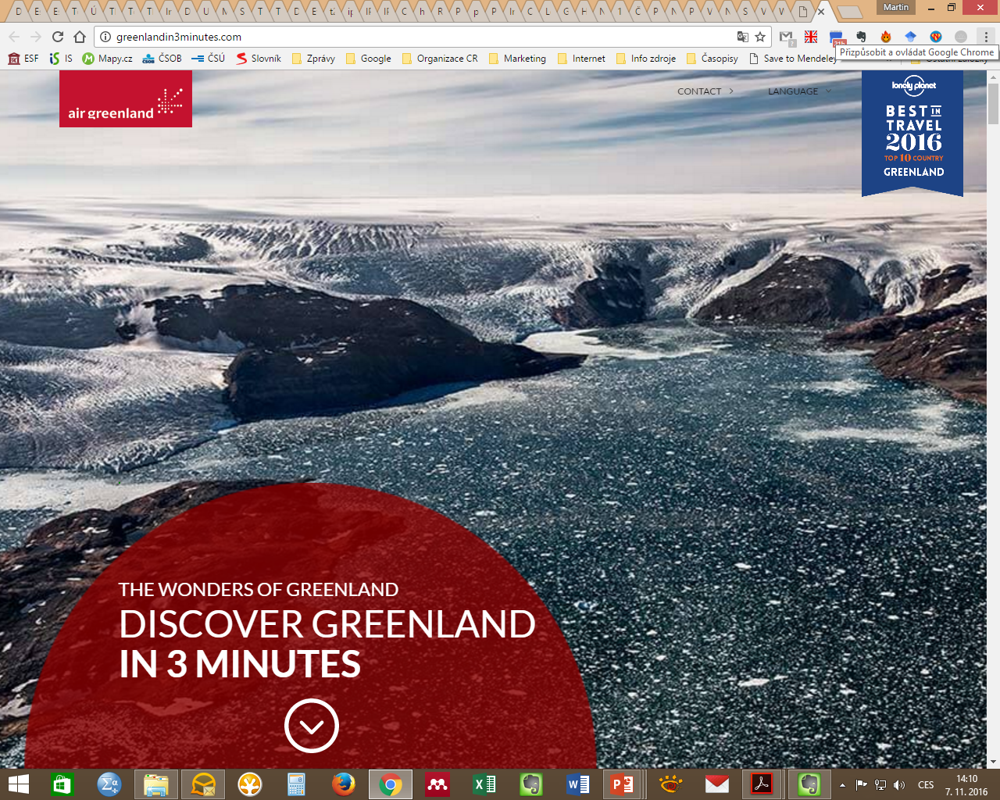 Martin
greenlandin3minutes.com
Přizpůsobit a ovládat Google Chrome
ESF
IS
Mapy.cz
ČSOB
ČSÚ
Slovník
Zprávy
Google
Organizace CR
Marketing
Internet
Info zdroje
Časopisy
Save to Mendeley
air greenland
CONTACT
LANGUAGE
lonely planet
BEST IN
TRAVEL
2016
TOP 10 COUNTRY
GREENLAND
THE WONDERS OF GREENLAND
DISCOVER GREENLAND
IN 3 MINUTES
CES
14:10
7. 11. 2016